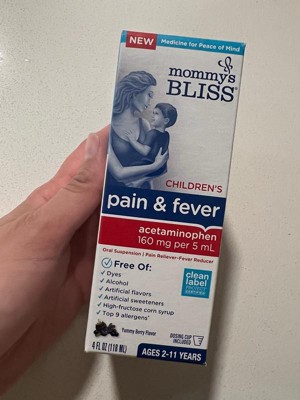 NEW
Medicine for Peace of Mind
mommy's
BLISS®
CHILDREN'S
pain & fever
acetaminophen
160 mg per 5 mL
Oral Suspension | Pain Reliever-Fever Reducer
Free Of:
✓ Dyes
✓ Alcohol
✓ Artificial flavors
✓ Artificial sweeteners
✓ High-fructose corn syrup
✓ Top 9 allergens*
clean
label
PROJECT
CERTIFIED
Yummy Berry Flavor
DOSING CUP
INCLUDED
4 FL OZ (118 ML)
AGES 2-11 YEARS